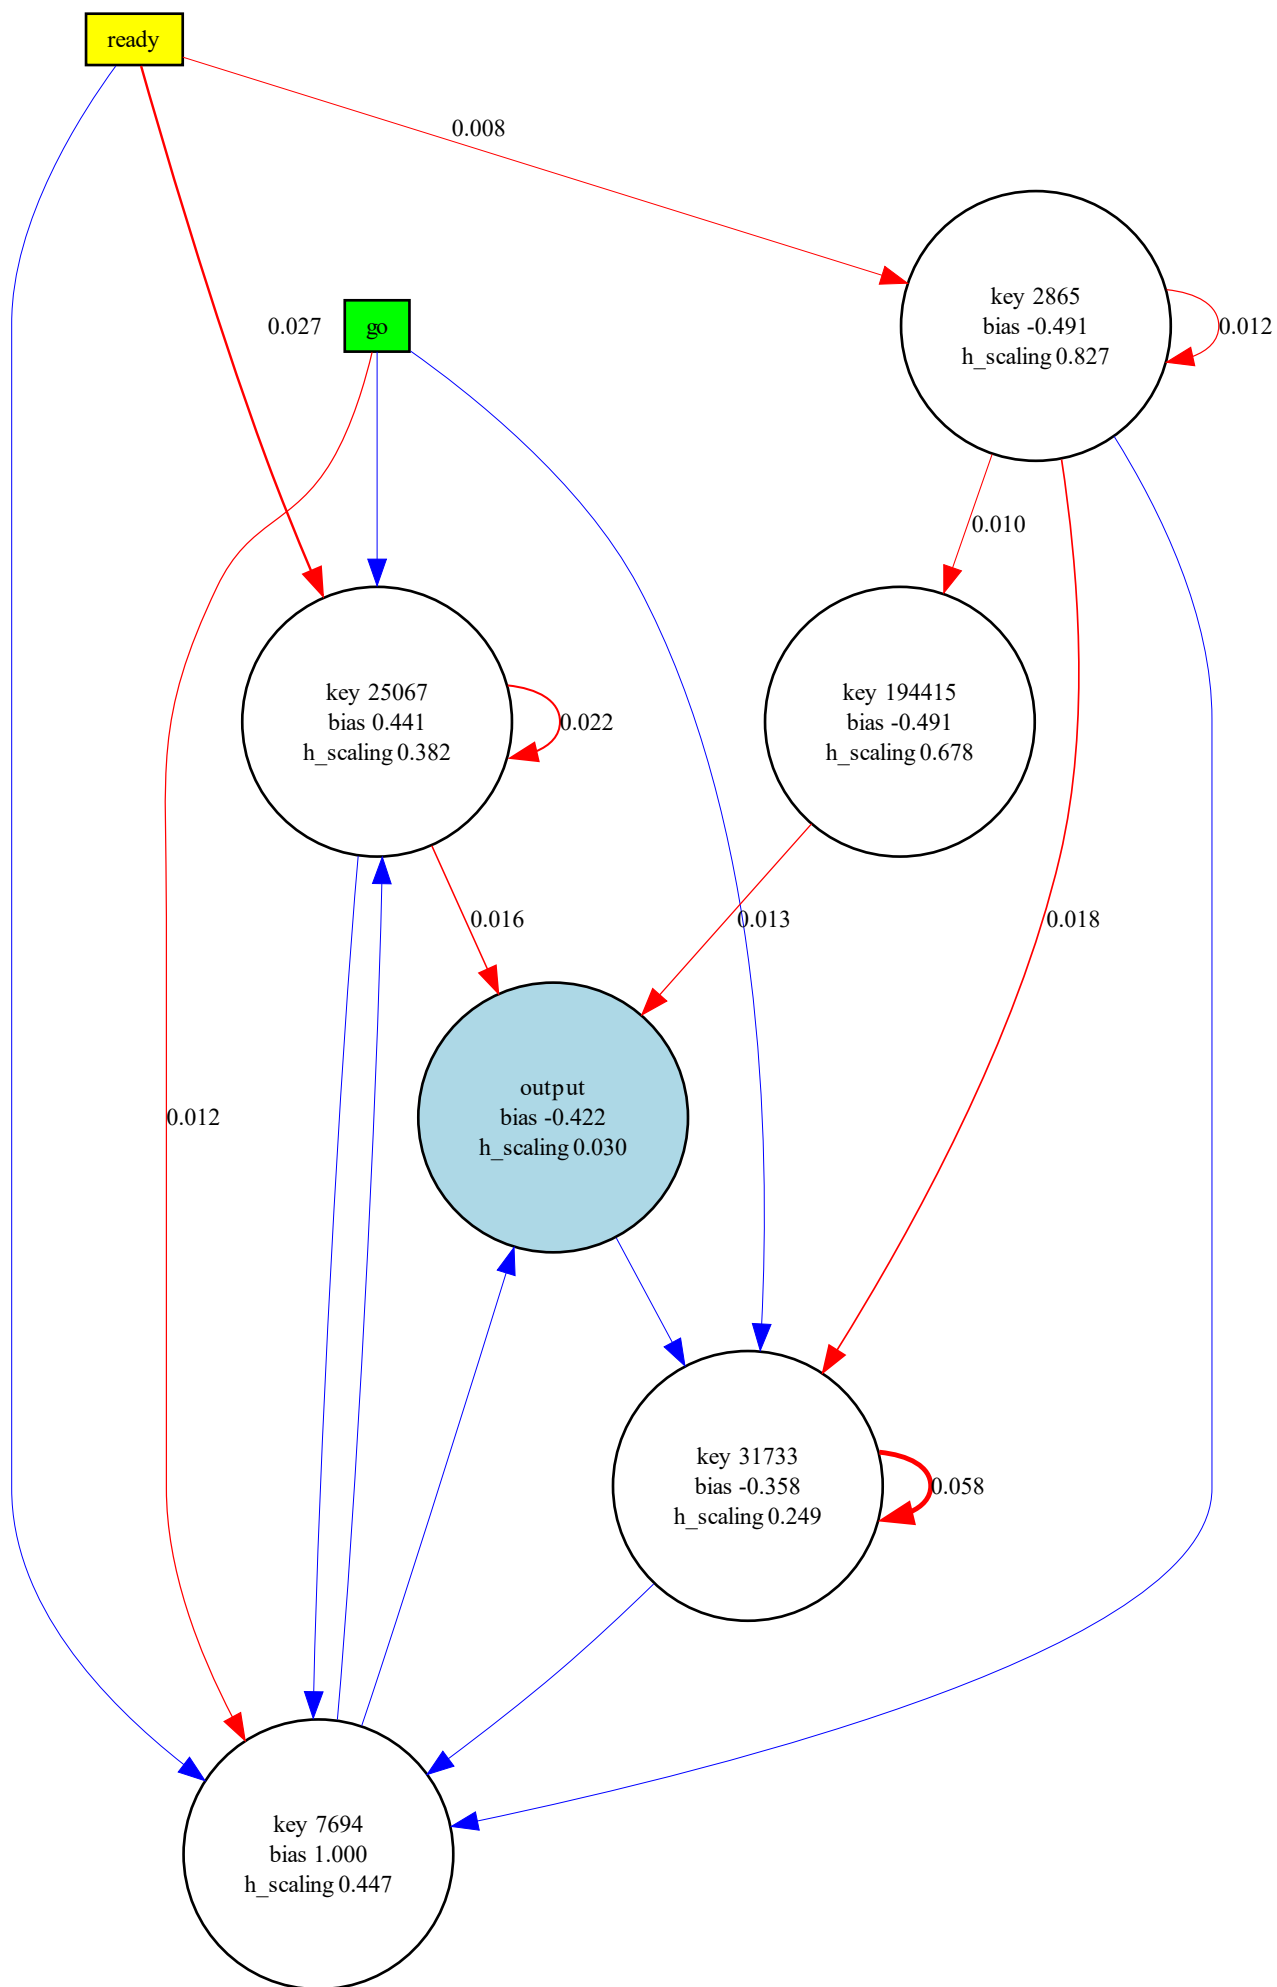 ready
0.008
key 2865
bias -0.491
h_scaling 0.827
0.012
0.027
go
0.010
key 25067
bias 0.441
h_scaling 0.382
0.022
key 194415
bias -0.491
h_scaling 0.678
0.016
0.013
0.018
output
bias -0.422
h_scaling 0.030
0.012
key 31733
bias -0.358
h_scaling 0.249
0.058
key 7694
bias 1.000
h_scaling 0.447